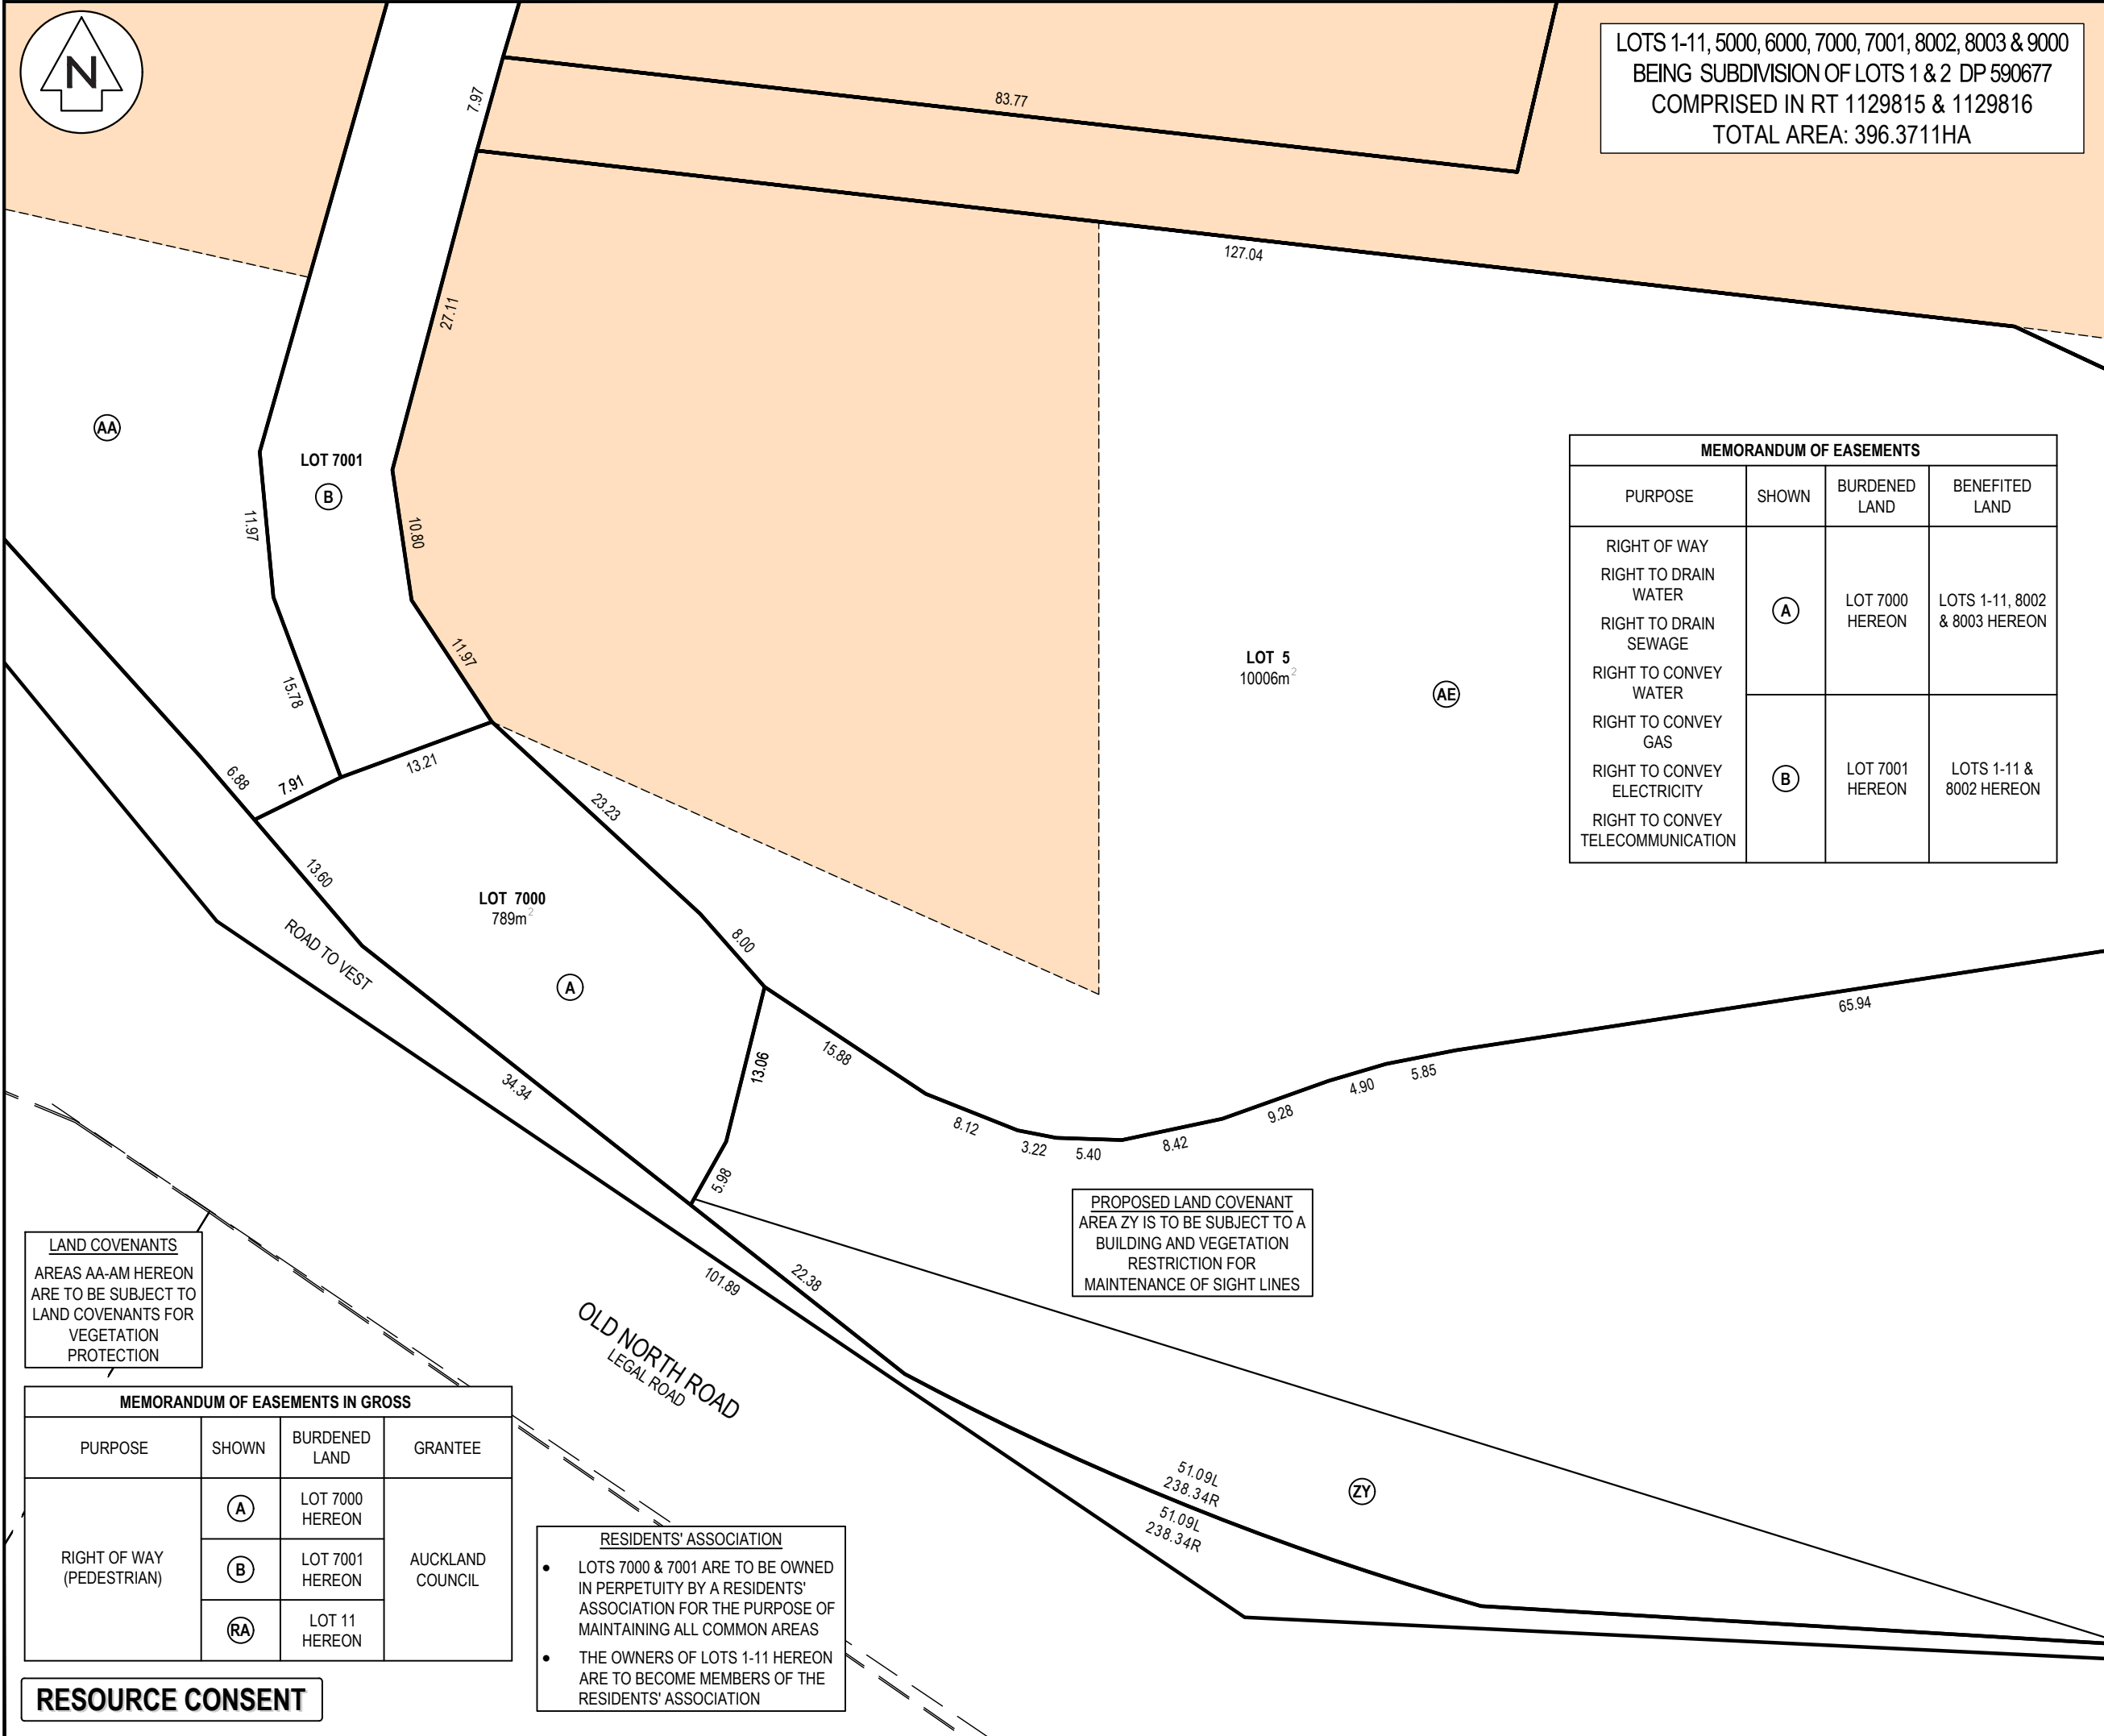 N
LOTS 1-11, 5000, 6000, 7000, 7001, 8002, 8003 & 9000
BEING SUBDIVISION OF LOTS 1 & 2 DP 590677
COMPRISED IN RT 1129815 & 1129816
TOTAL AREA: 396.3711HA
7.97
83.77
127.04
27.11
AA
LOT 7001
B
11.97
10.80
11.97
15.78
6.88
7.91
13.21
23.23
13.60
LOT 7000
789m²
8.00
A
ROAD TO VEST
34.34
13.06
5.98
LOT 5
10006m²
AE
MEMORANDUM OF EASEMENTS
PURPOSE
SHOWN
BURDENED
LAND
BENEFITED
LAND
RIGHT OF WAY
RIGHT TO DRAIN
WATER
RIGHT TO DRAIN
SEWAGE
RIGHT TO CONVEY
WATER
RIGHT TO CONVEY
GAS
RIGHT TO CONVEY
ELECTRICITY
RIGHT TO CONVEY
TELECOMMUNICATION
A
LOT 7000
HEREON
LOTS 1-11, 8002
& 8003 HEREON
B
LOT 7001
HEREON
LOTS 1-11 &
8002 HEREON
15.88
8.12
3.22
5.40
8.42
9.28
4.90
5.85
65.94
PROPOSED LAND COVENANT
AREA ZY IS TO BE SUBJECT TO A
BUILDING AND VEGETATION
RESTRICTION FOR
MAINTENANCE OF SIGHT LINES
101.89
22.38
OLD NORTH ROAD
LEGAL ROAD
51.09L
238.34R
51.09L
238.34R
ZY
LAND COVENANTS
AREAS AA-AM HEREON
ARE TO BE SUBJECT TO
LAND COVENANTS FOR
VEGETATION
PROTECTION
MEMORANDUM OF EASEMENTS IN GROSS
PURPOSE
SHOWN
BURDENED
LAND
GRANTEE
RIGHT OF WAY
(PEDESTRIAN)
A
LOT 7000
HEREON
B
LOT 7001
HEREON
RA
LOT 11
HEREON
AUCKLAND
COUNCIL
RESIDENTS' ASSOCIATION
• LOTS 7000 & 7001 ARE TO BE OWNED
IN PERPETUITY BY A RESIDENTS'
ASSOCIATION FOR THE PURPOSE OF
MAINTAINING ALL COMMON AREAS
• THE OWNERS OF LOTS 1-11 HEREON
ARE TO BECOME MEMBERS OF THE
RESIDENTS' ASSOCIATION
RESOURCE CONSENT